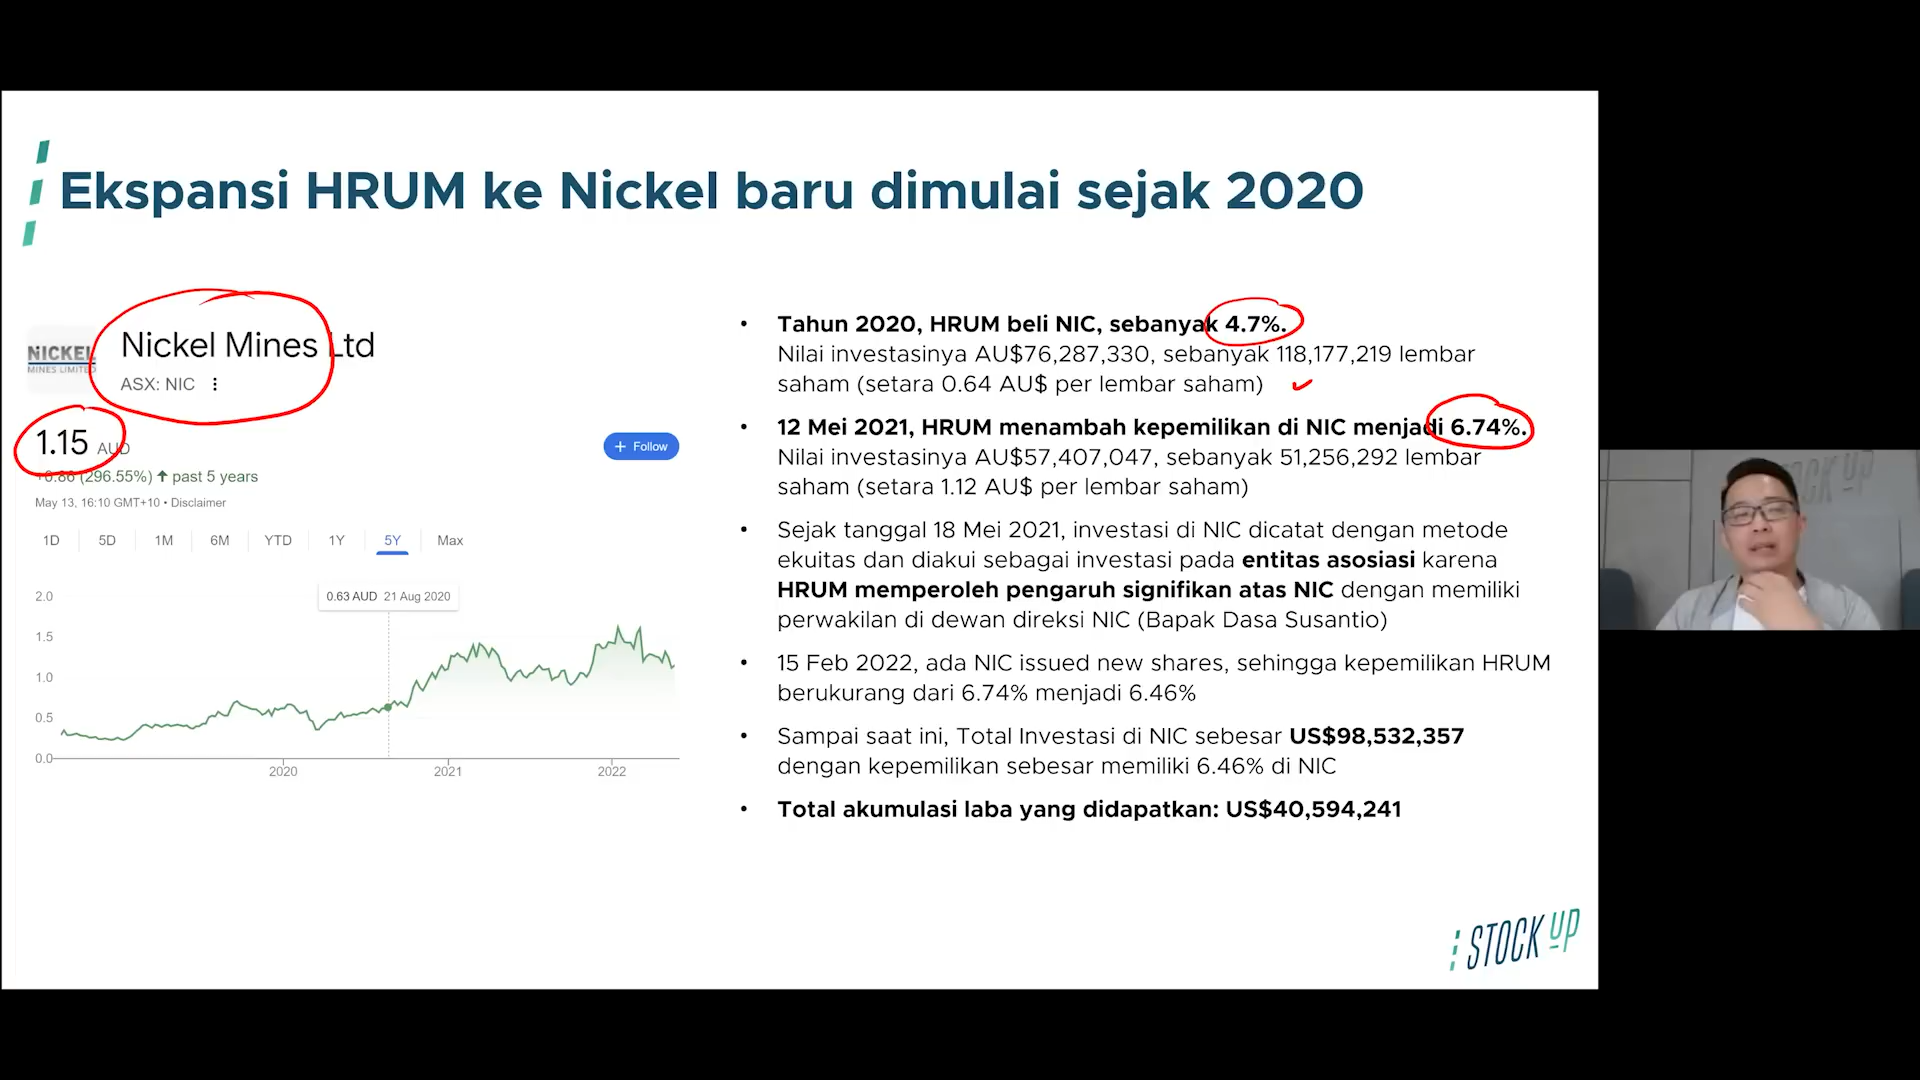 Ekspansi HRUM ke Nickel baru dimulai sejak 2020
NICKEL
MINES LIMITED
Nickel Mines Ltd
ASX: NIC
1.15 AUD
+0.86 (296.55%) ↑ past 5 years
May 13, 16:10 GMT+10 • Disclaimer
+ Follow
1D 5D 1M 6M YTD 1Y 5Y Max
0.63 AUD 21 Aug 2020
2.0
1.5
1.0
0.5
0.0
2020 2021 2022
• Tahun 2020, HRUM beli NIC, sebanyak 4.7%.
Nilai investasinya AU$76,287,330, sebanyak 118,177,219 lembar
saham (setara 0.64 AU$ per lembar saham)
• 12 Mei 2021, HRUM menambah kepemilikan di NIC menjadi 6.74%.
Nilai investasinya AU$57,407,047, sebanyak 51,256,292 lembar
saham (setara 1.12 AU$ per lembar saham)
• Sejak tanggal 18 Mei 2021, investasi di NIC dicatat dengan metode
ekuitas dan diakui sebagai investasi pada entitas asosiasi karena
HRUM memperoleh pengaruh signifikan atas NIC dengan memiliki
perwakilan di dewan direksi NIC (Bapak Dasa Susantio)
• 15 Feb 2022, ada NIC issued new shares, sehingga kepemilikan HRUM
berukurang dari 6.74% menjadi 6.46%
• Sampai saat ini, Total Investasi di NIC sebesar US$98,532,357
dengan kepemilikan sebesar memiliki 6.46% di NIC
• Total akumulasi laba yang didapatkan: US$40,594,241
STOCK UP